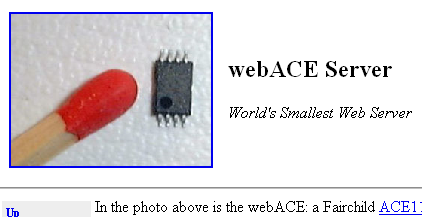 webACE Server
World's Smallest Web Server
Up
In the photo above is the webACE: a Fairchild